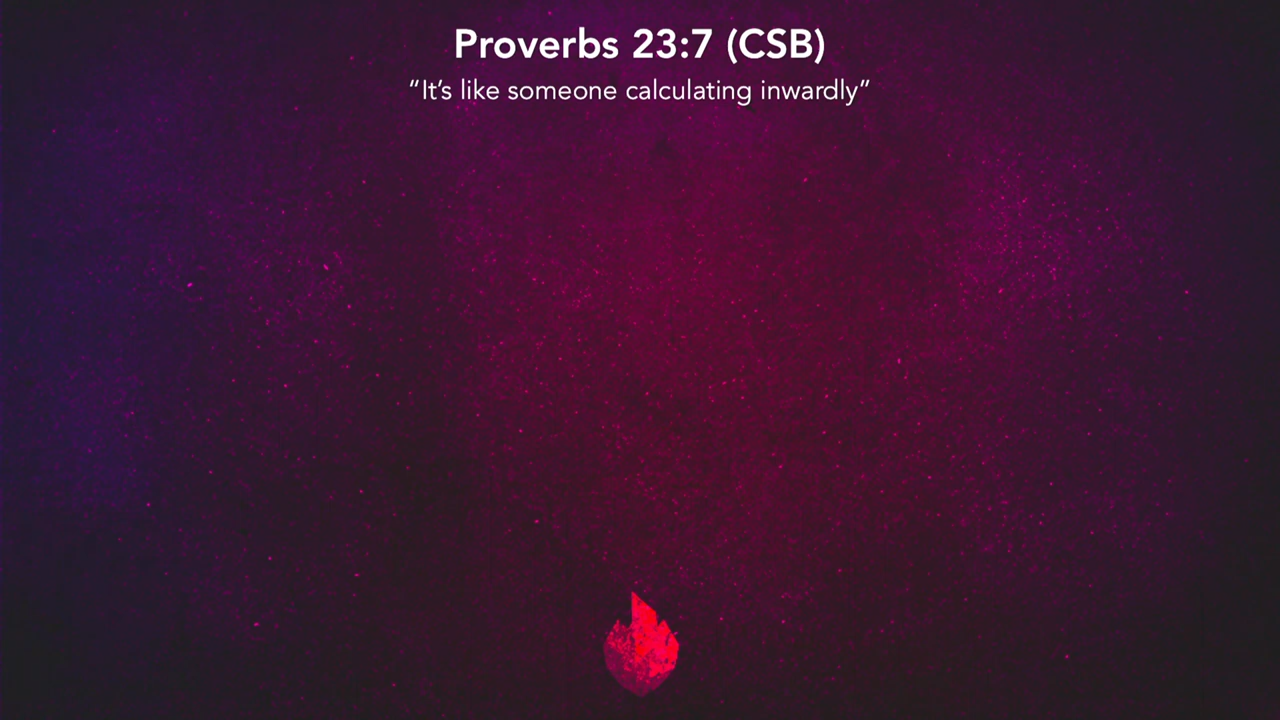 Proverbs 23:7 (CSB)
“It’s like someone calculating inwardly”